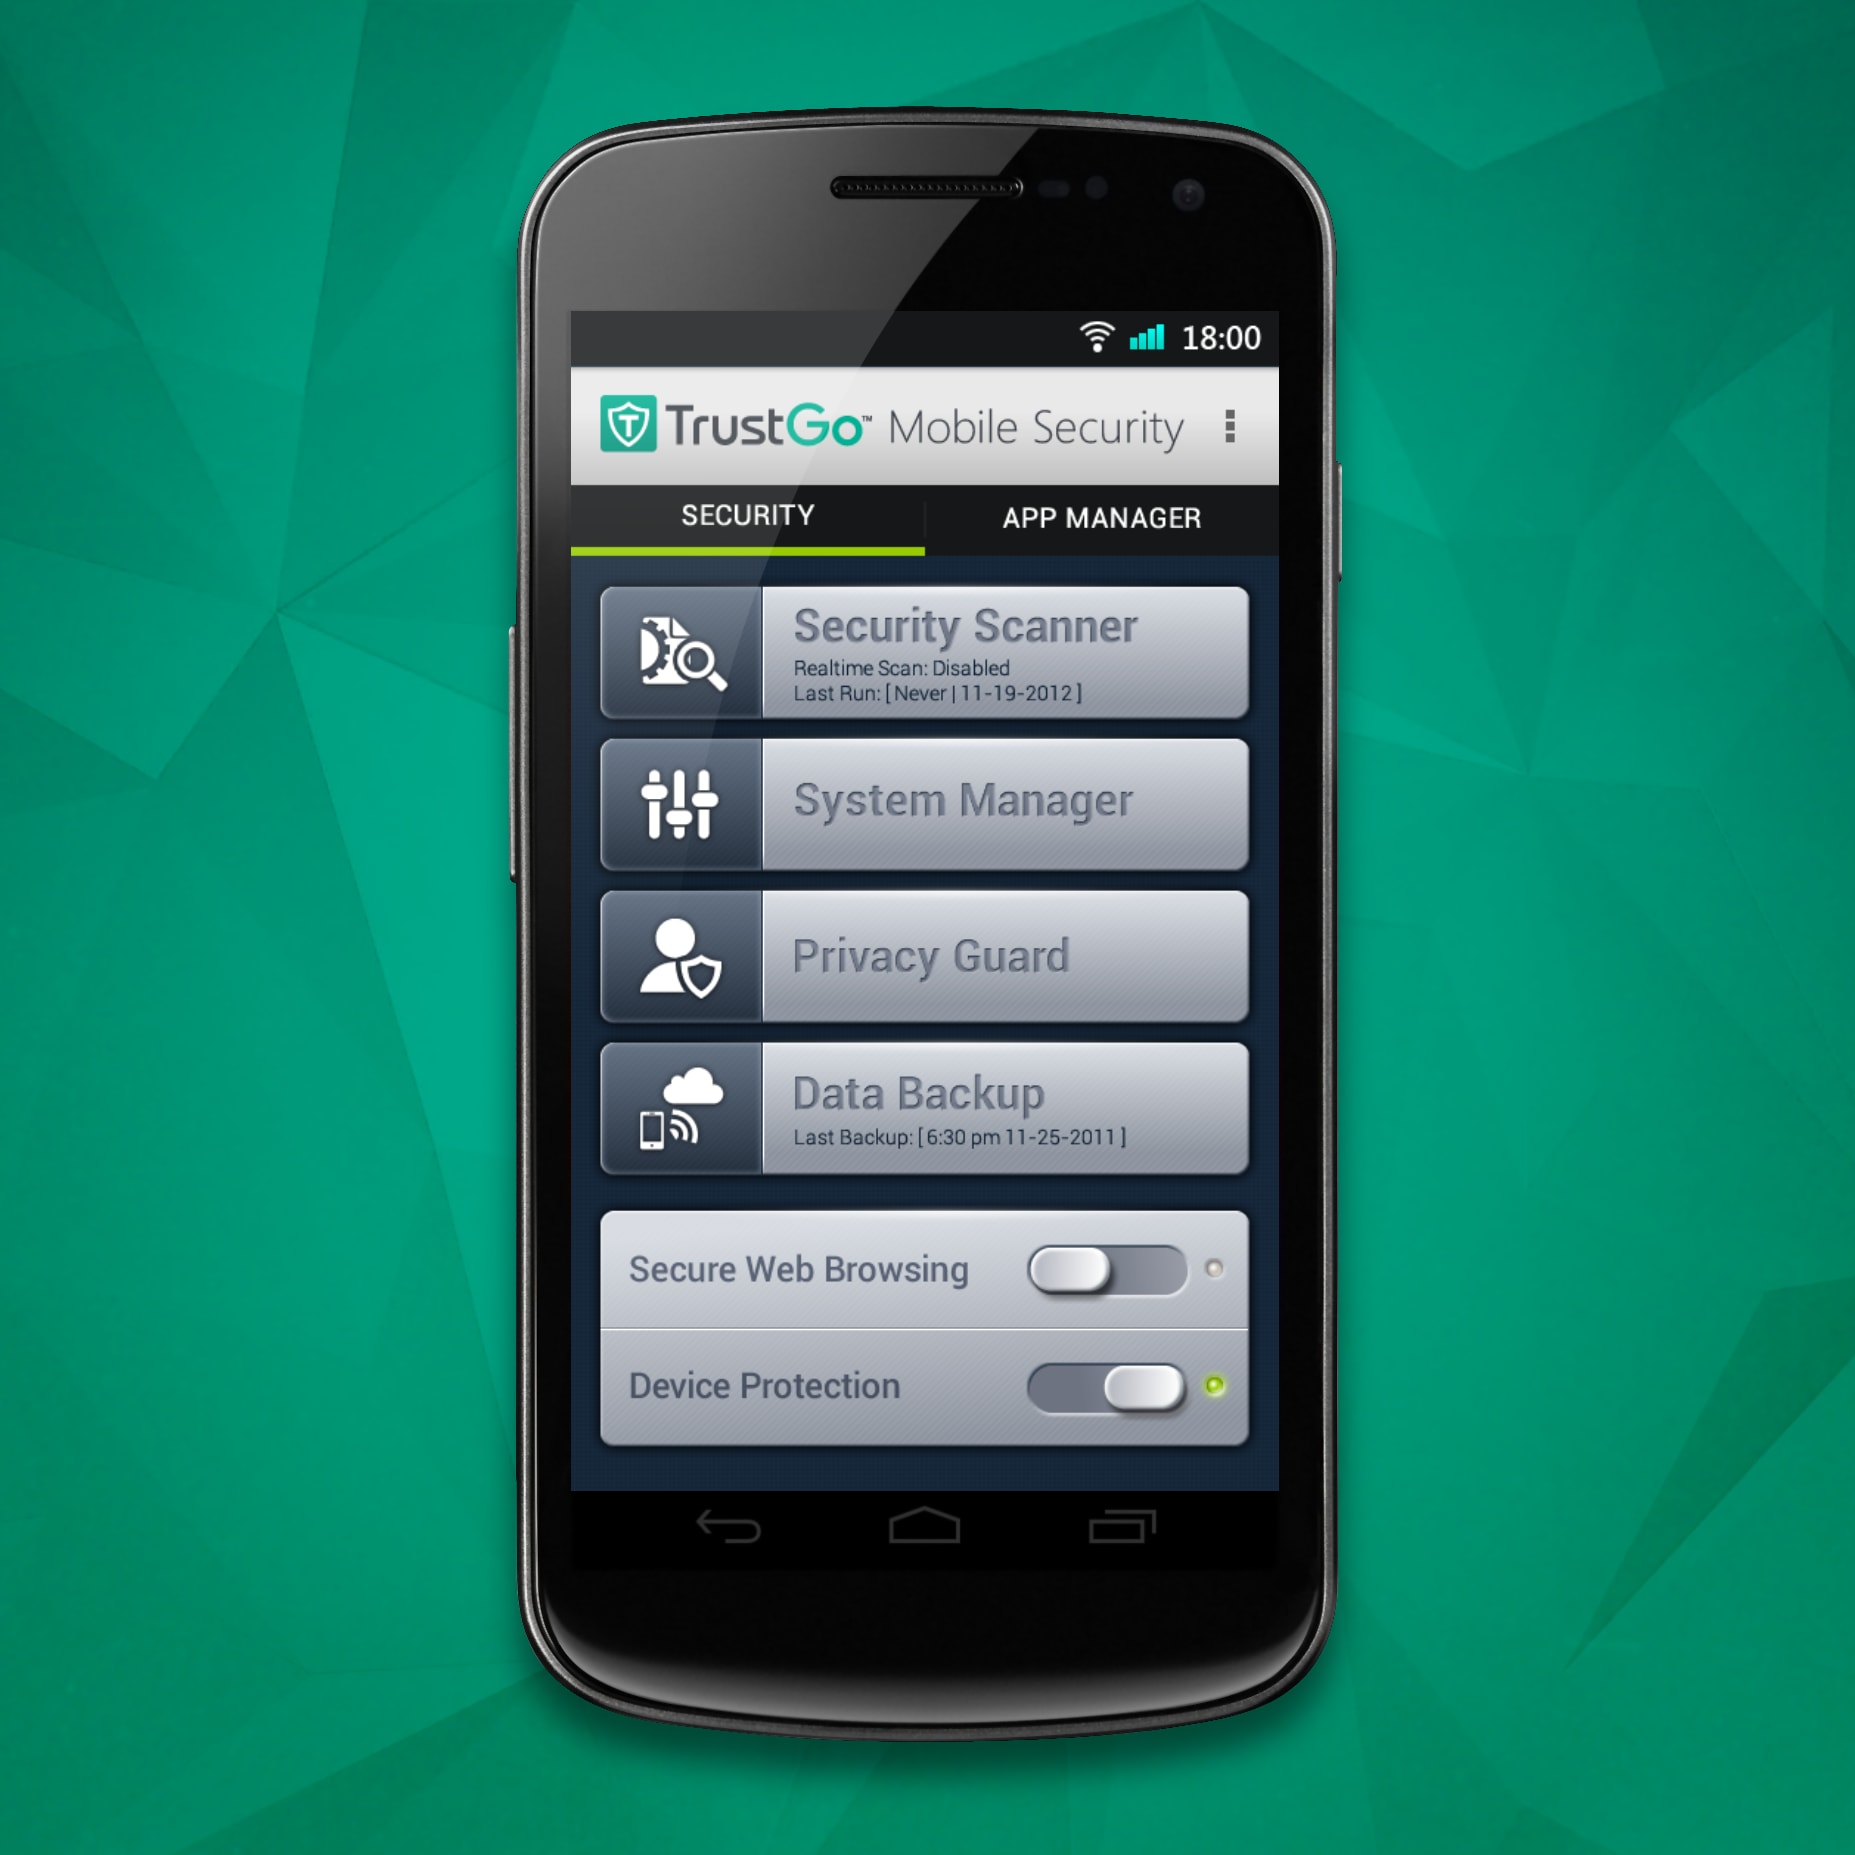 18:00
TrustGo™ Mobile Security
SECURITY
APP MANAGER
Security Scanner
Realtime Scan: Disabled
Last Run: [ Never | 11-19-2012 ]
System Manager
Privacy Guard
Data Backup
Last Backup: [ 6:30 pm 11-25-2011 ]
Secure Web Browsing
Device Protection